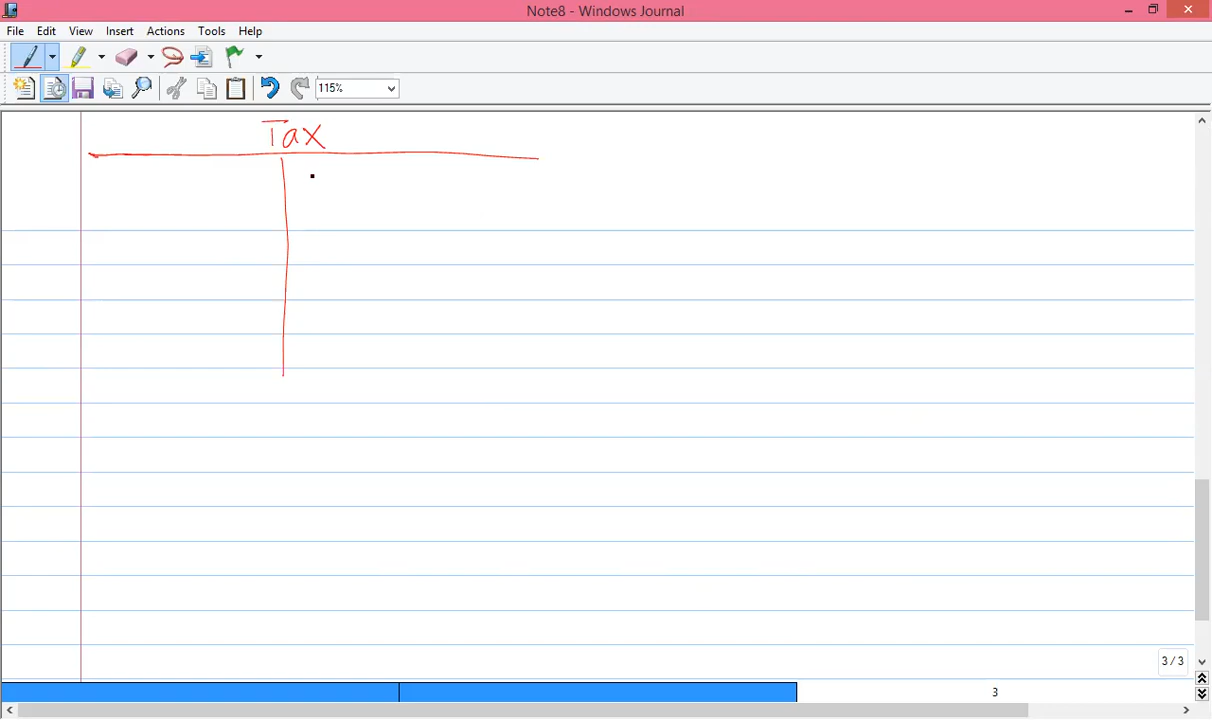 Note8 - Windows Journal
File Edit View Insert Actions Tools Help
115%
Tax
3 / 3
3